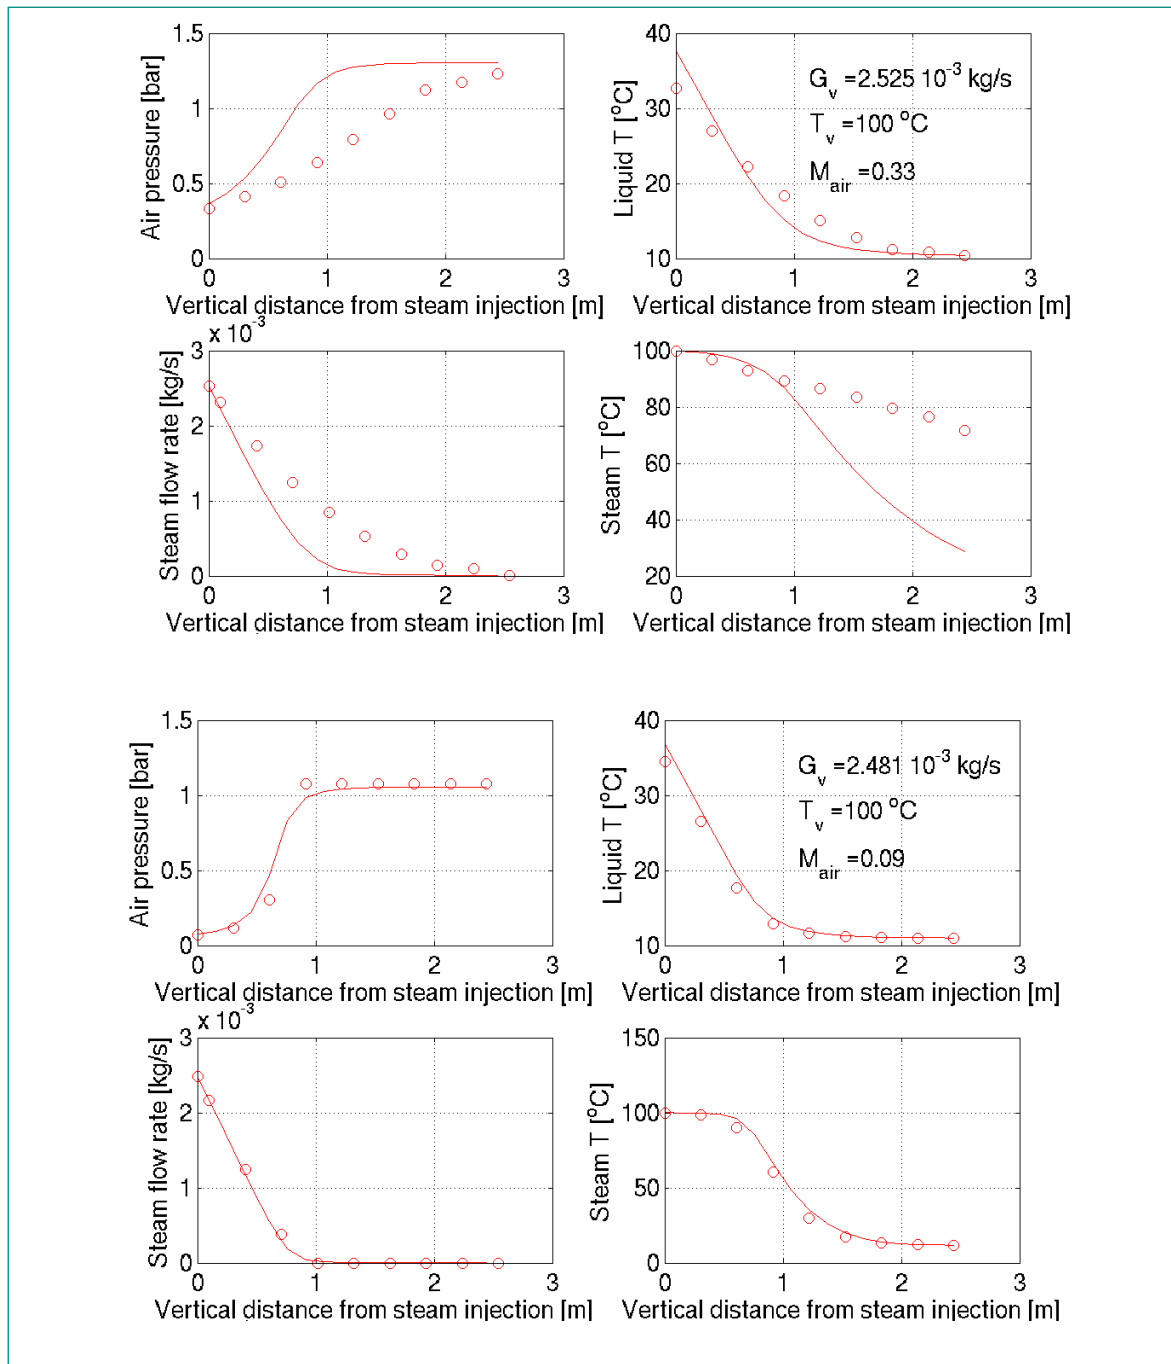 1.5
1
0.5
0
Air pressure [bar]
0 1 2 3
Vertical distance from steam injection [m]
40
30
20
10
Liquid T [°C]
G_v =2.525 10^-3 kg/s
T_v =100 °C
M_air =0.33
0 1 2 3
Vertical distance from steam injection [m]
x 10^-3
3
2
1
0
Steam flow rate [kg/s]
0 1 2 3
Vertical distance from steam injection [m]
100
80
60
40
20
Steam T [°C]
0 1 2 3
Vertical distance from steam injection [m]
1.5
1
0.5
0
Air pressure [bar]
0 1 2 3
Vertical distance from steam injection [m]
40
30
20
10
Liquid T [°C]
G_v =2.481 10^-3 kg/s
T_v =100 °C
M_air =0.09
0 1 2 3
Vertical distance from steam injection [m]
x 10^-3
3
2
1
0
Steam flow rate [kg/s]
0 1 2 3
Vertical distance from steam injection [m]
150
100
50
0
Steam T [°C]
0 1 2 3
Vertical distance from steam injection [m]